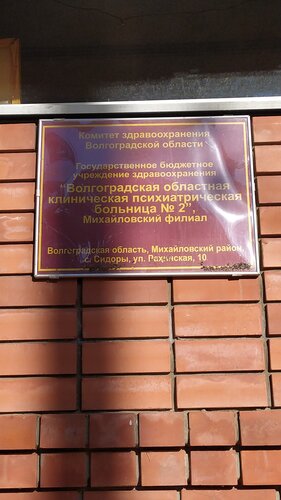 Комитет здравоохранения
Волгоградской области
Государственное бюджетное
учреждение здравоохранения
"Волгоградская областная
клиническая психиатрическая
больница № 2",
Михайловский филиал
Волгоградская область, Михайловский район,
с. Сидоры, ул. 10